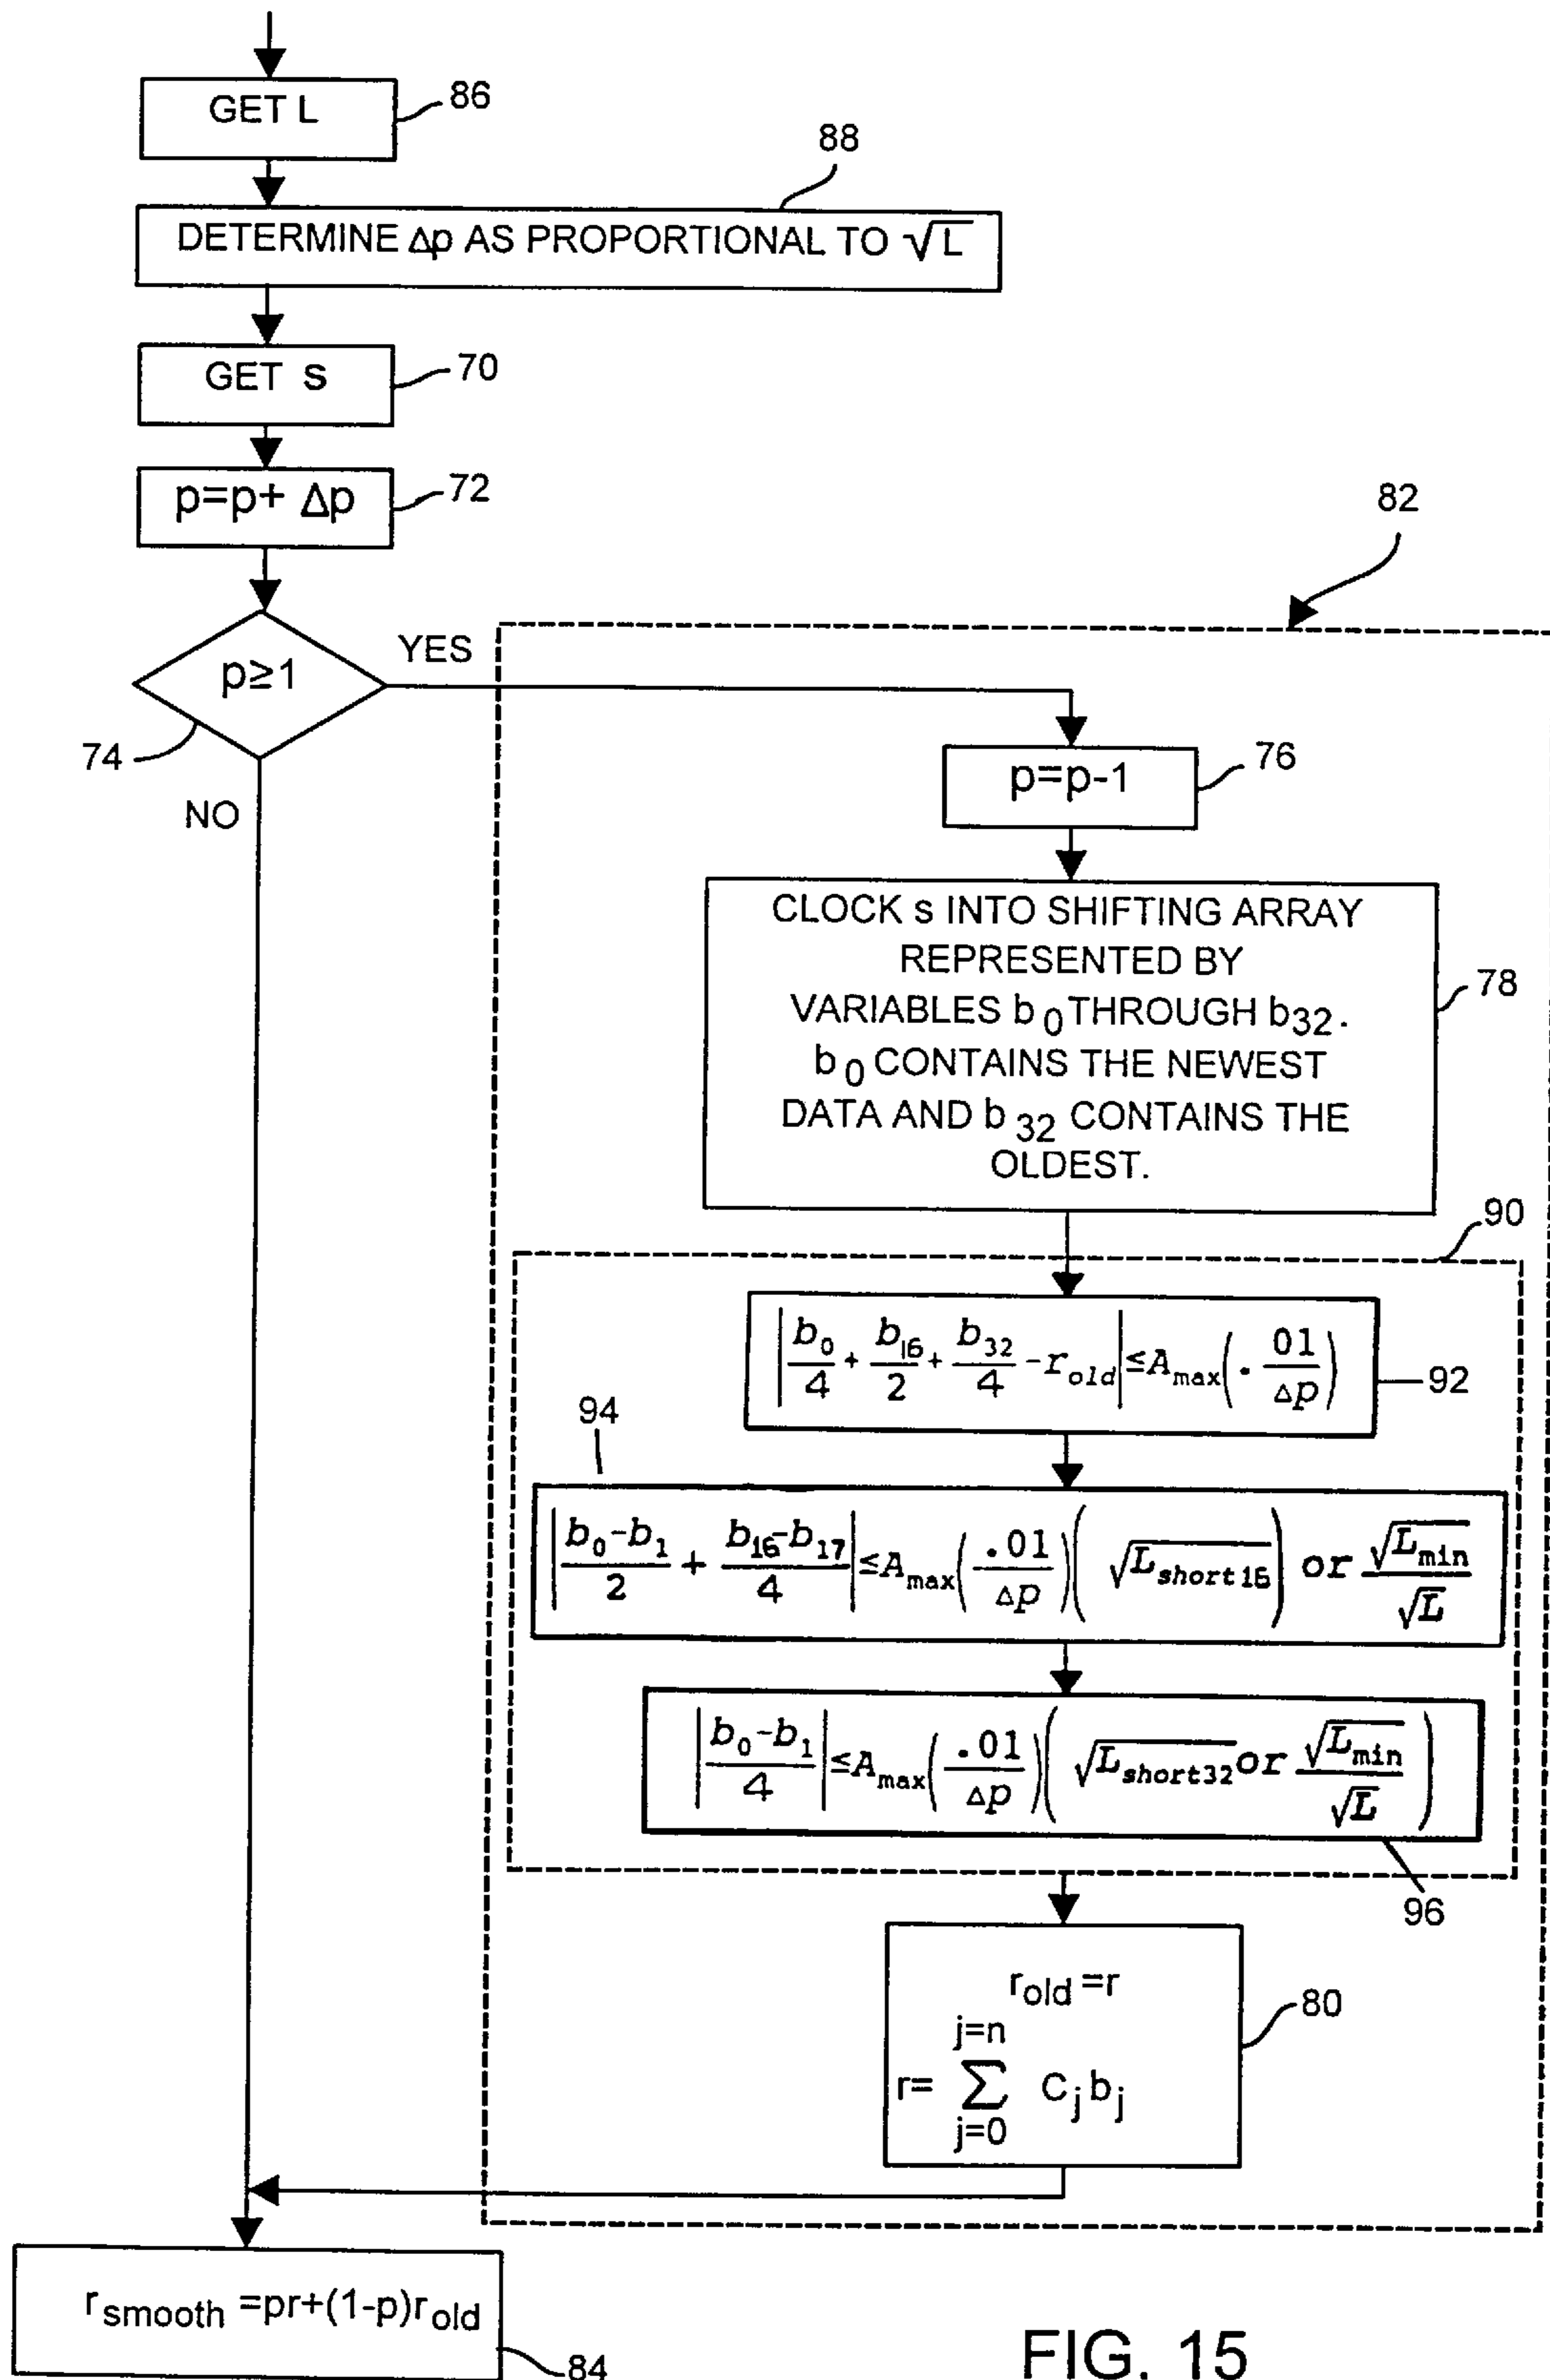 GET L
86
88
DETERMINE Δp AS PROPORTIONAL TO √L
GET s
70
p=p+ Δp
72
82
p≥1
YES
74
NO
p=p-1
76
CLOCK s INTO SHIFTING ARRAY
REPRESENTED BY
VARIABLES b0 THROUGH b32.
b0 CONTAINS THE NEWEST
DATA AND b32 CONTAINS THE
OLDEST.
78
90
|b0/4 + b16/2 + b32/4 - rold| ≤ Amax(. 01/Δp)
92
94
|b0-b1/2 + b16-b17/4| ≤ Amax(.01/Δp)(√Lshort16) or √Lmin/√L
|b0-b1/4| ≤ Amax(.01/Δp)(√Lshort32 or √Lmin/√L)
96
rold =r
j=n
r= Σ Cj bj
j=0
80
rsmooth =pr+(1-p)rold
84
FIG. 15